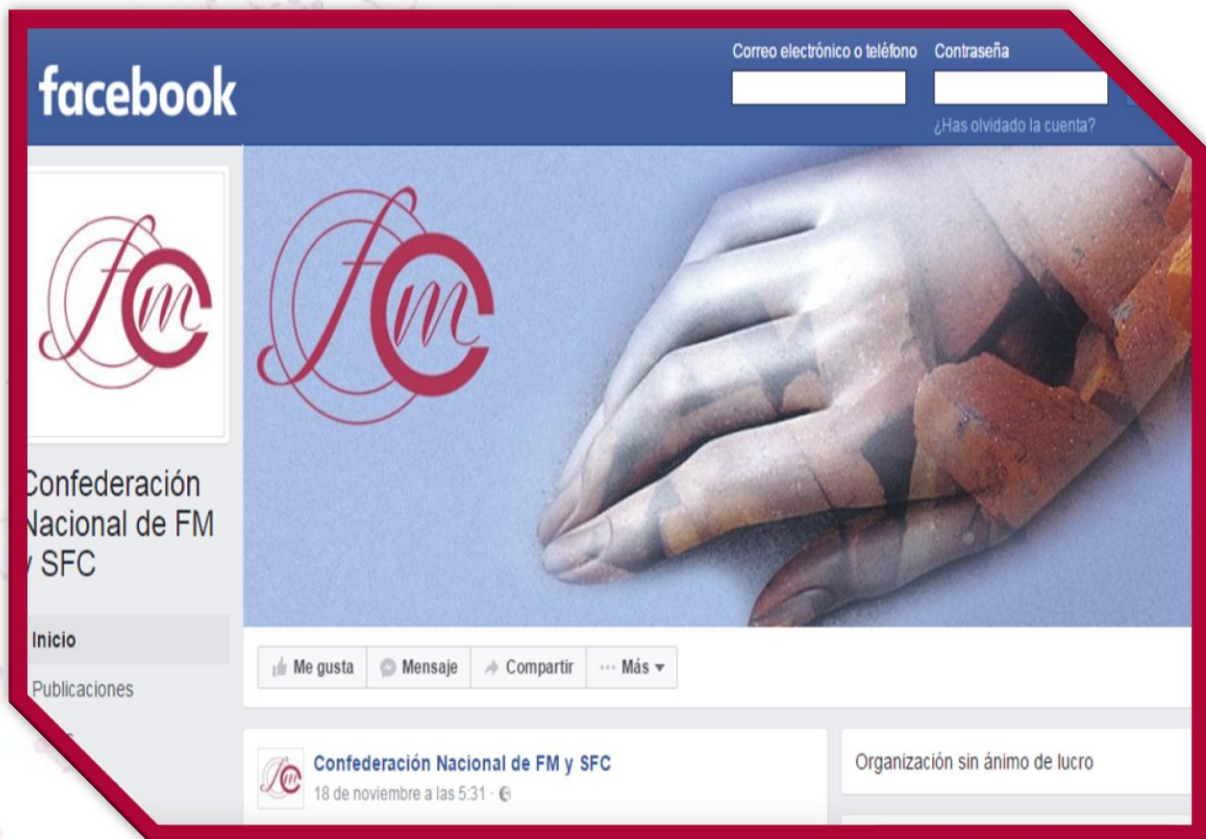 Correo electrónico o teléfono
Contraseña
facebook
¿Has olvidado la cuenta?
fmC
fmC
Confederación
Nacional de FM
y SFC
Inicio
Publicaciones
Me gusta
Mensaje
Compartir
Más
fmC
Confederación Nacional de FM y SFC
18 de noviembre a las 5:31 ·
Organización sin ánimo de lucro